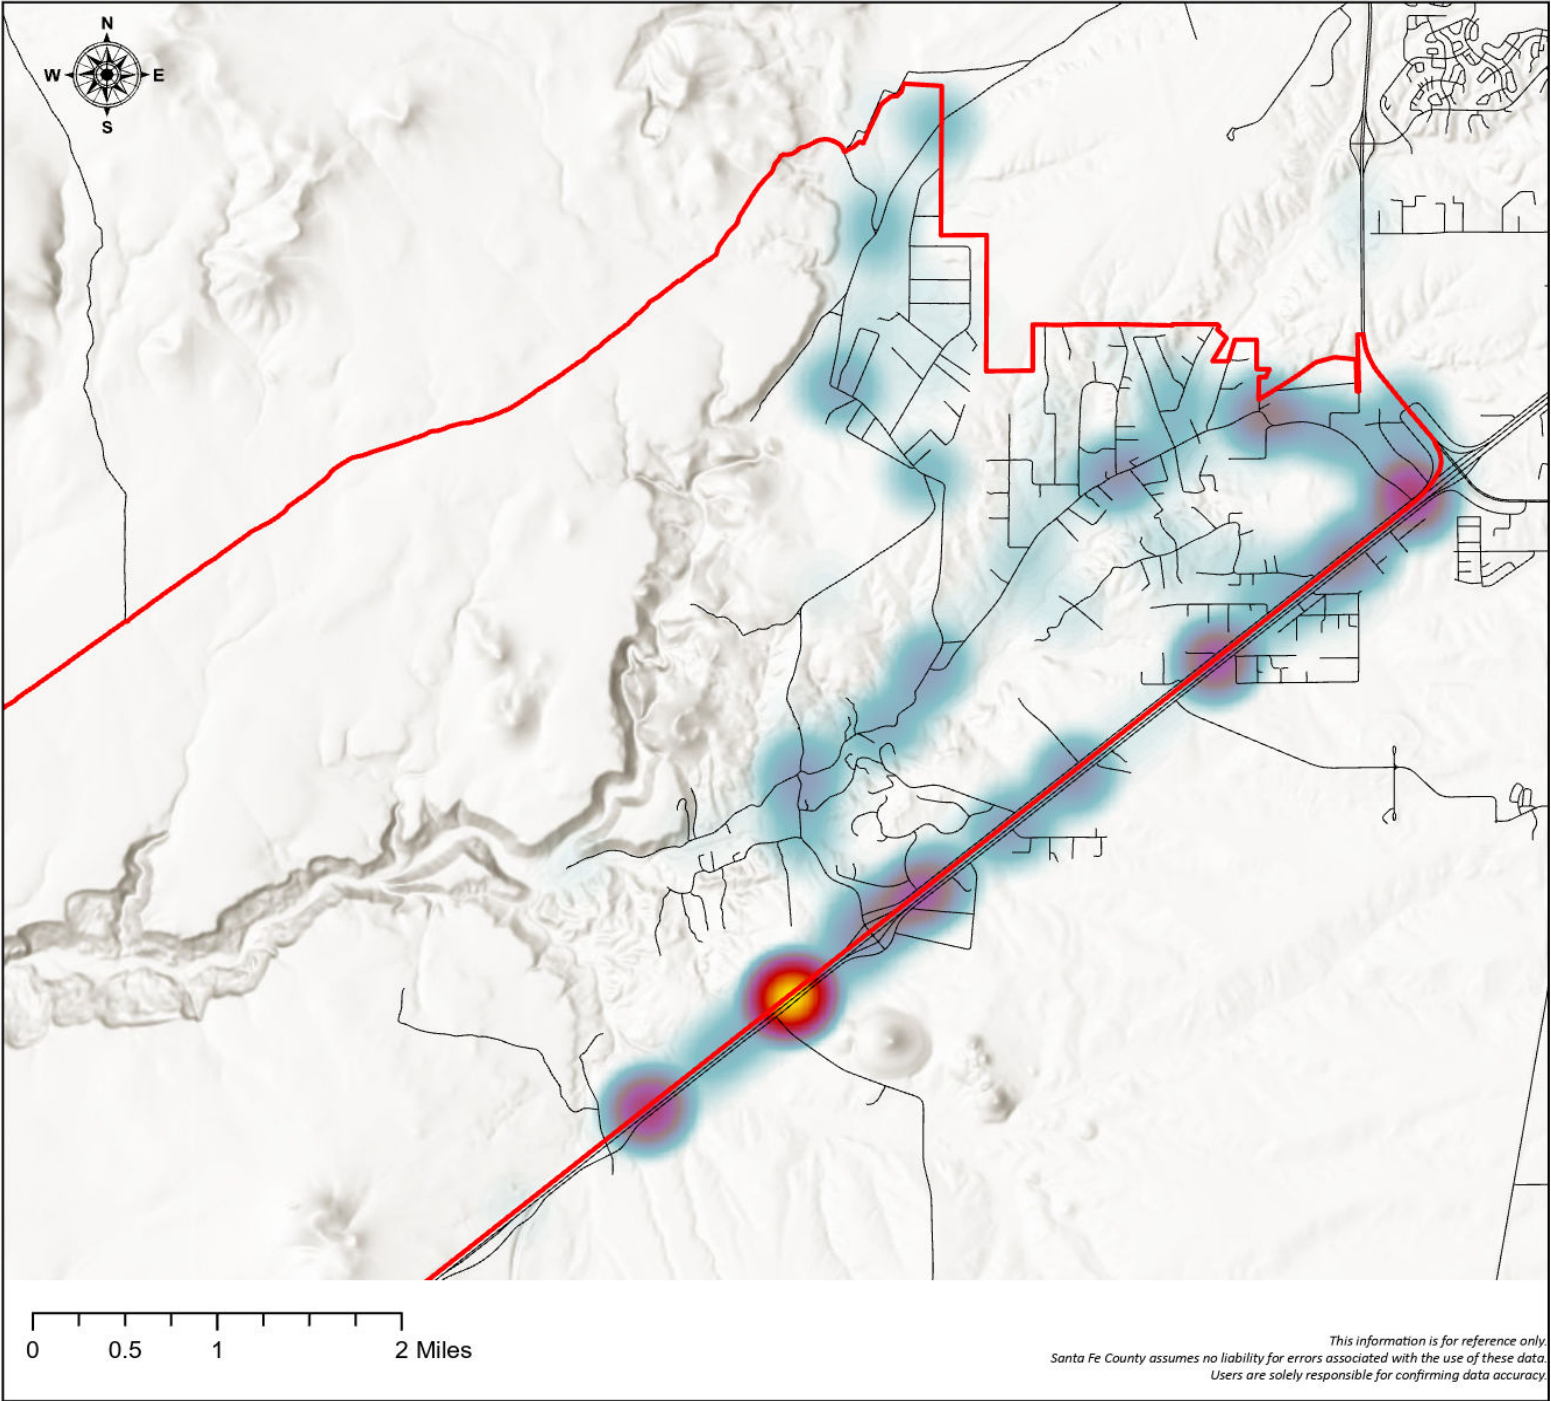 N
W E
S
0 0.5 1 2 Miles
This information is for reference only.
Santa Fe County assumes no liability for errors associated with the use of these data.
Users are solely responsible for confirming data accuracy.